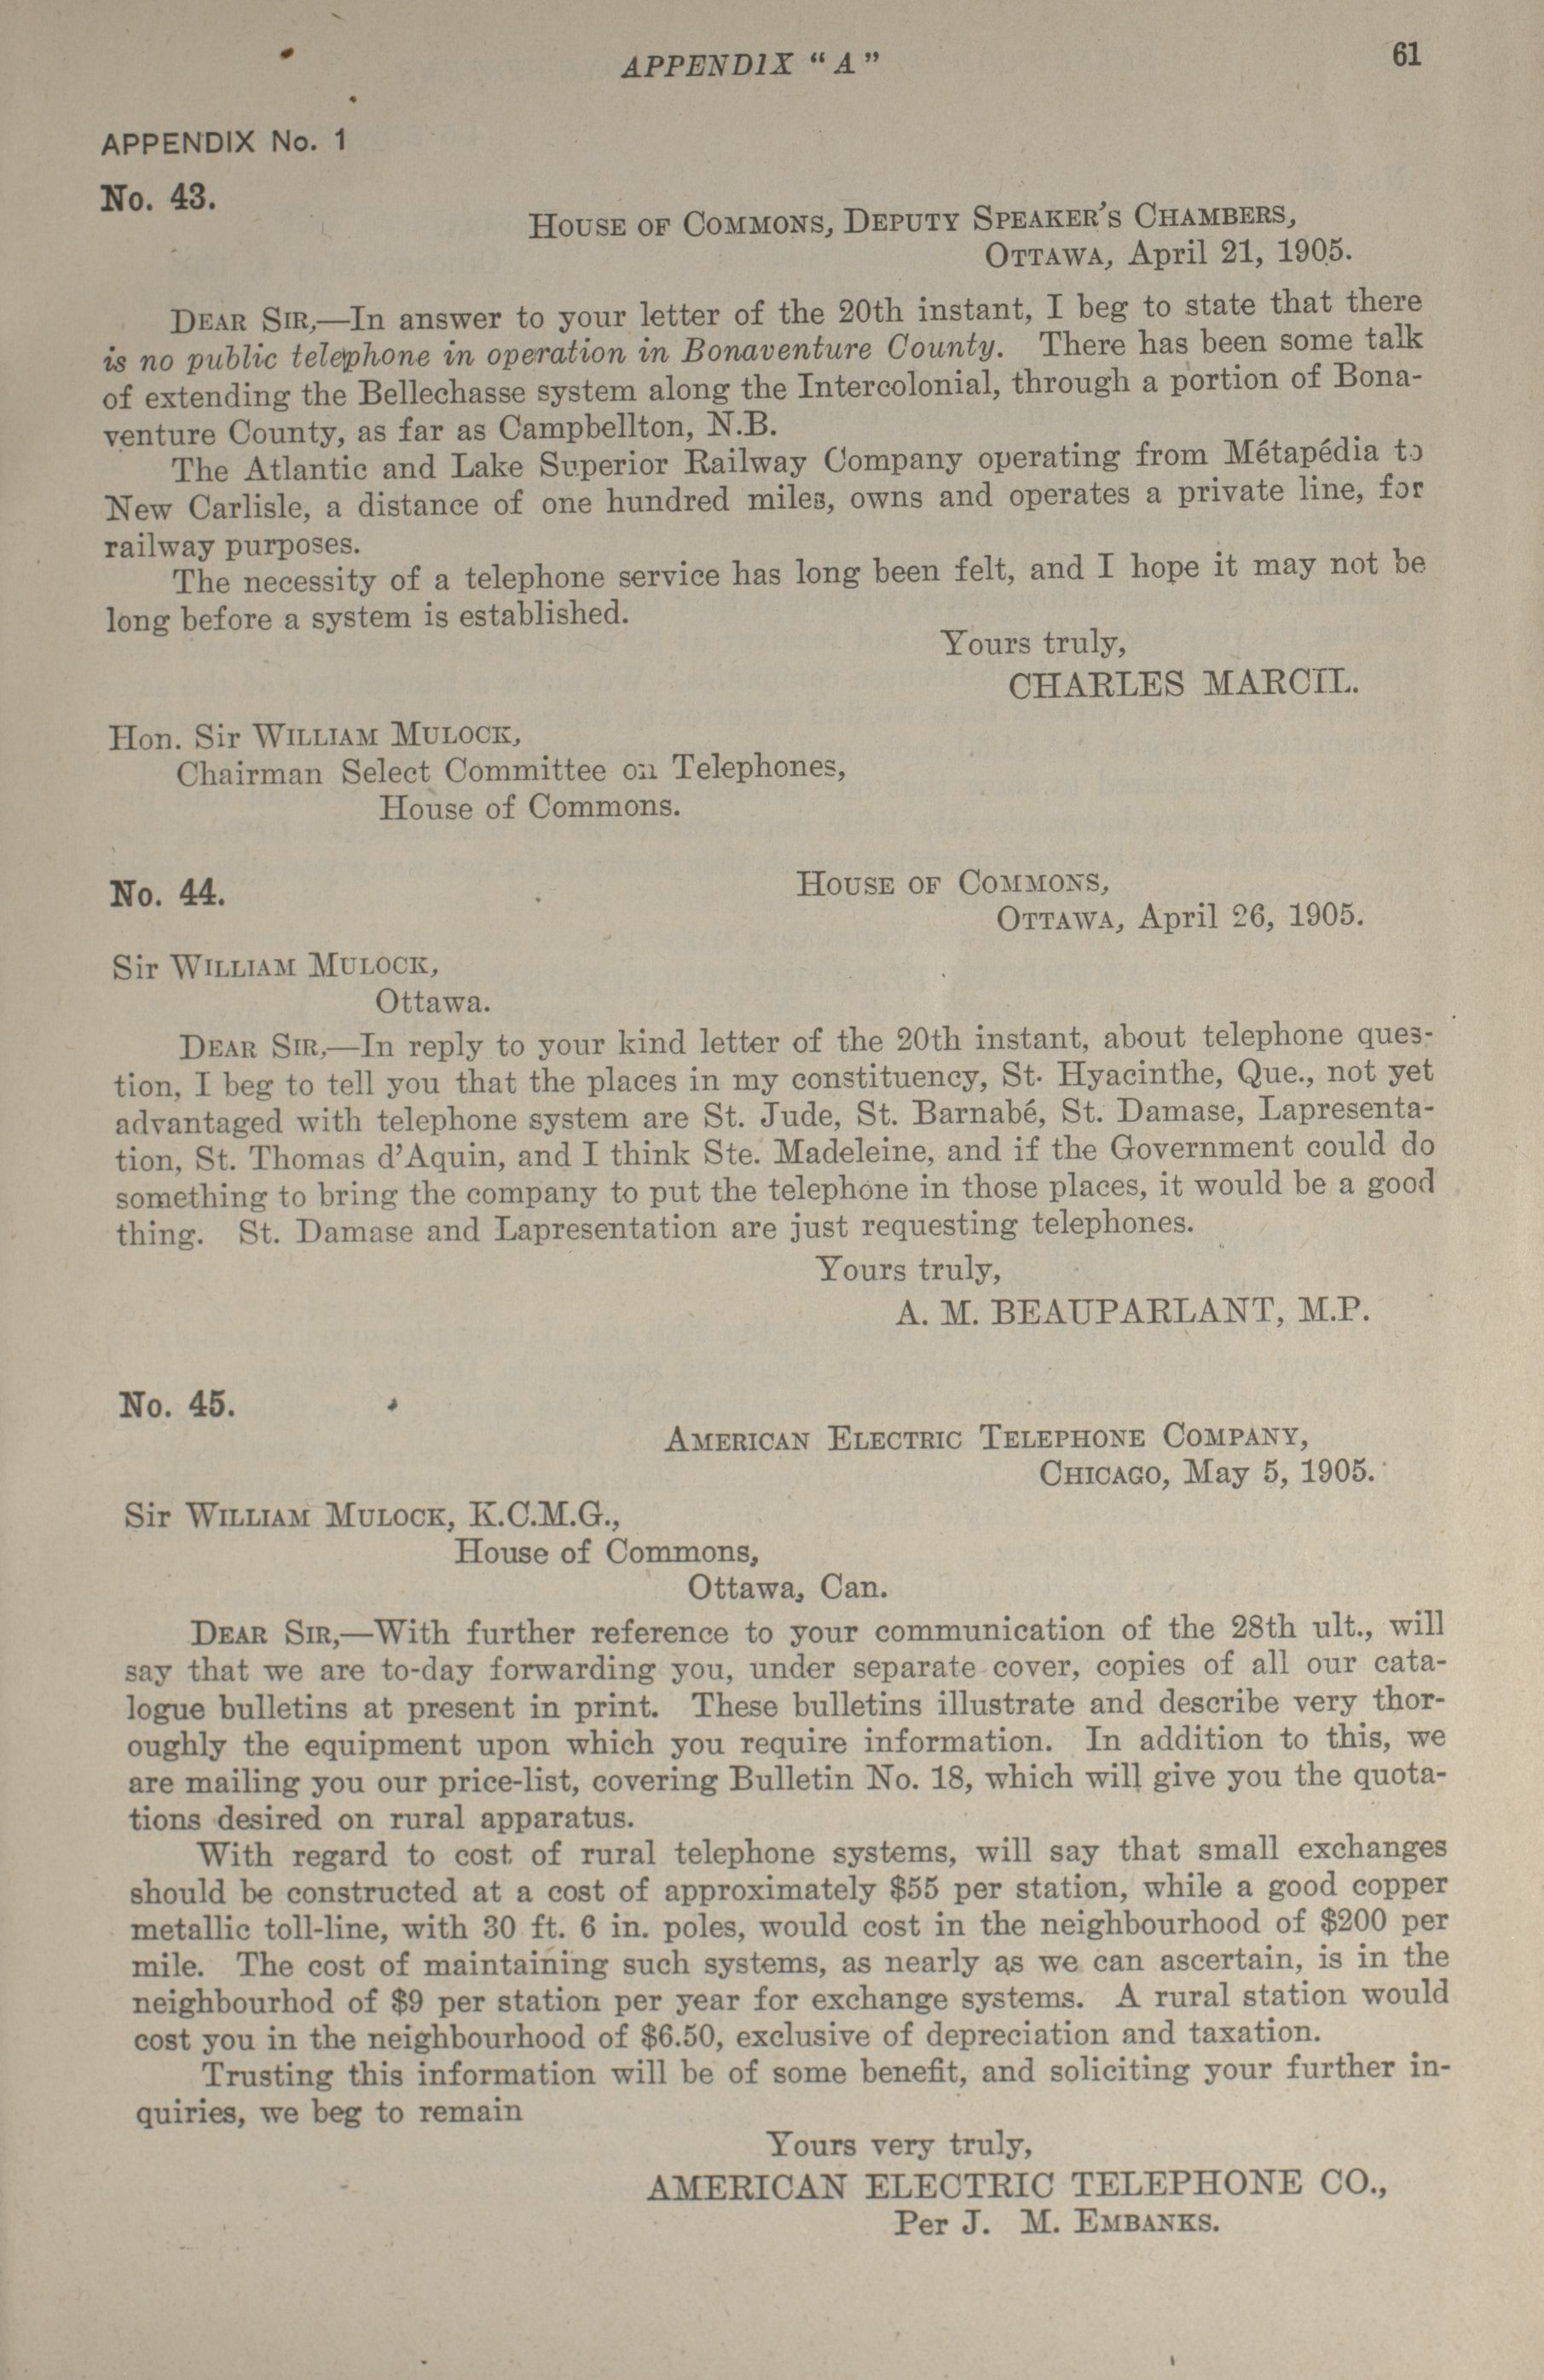 APPENDIX "A"
61
APPENDIX No. 1
No. 43.
HOUSE OF COMMONS, DEPUTY SPEAKER'S CHAMBERS,
OTTAWA, April 21, 1905.
DEAR SIR,—In answer to your letter of the 20th instant, I beg to state that there
is no public telephone in operation in Bonaventure County. There has been some talk
of extending the Bellechasse system along the Intercolonial, through a portion of Bona-
venture County, as far as Campbellton, N.B.
The Atlantic and Lake Superior Railway Company operating from Métapédia to
New Carlisle, a distance of one hundred miles, owns and operates a private line, for
railway purposes.
The necessity of a telephone service has long been felt, and I hope it may not be
long before a system is established.
Yours truly,
CHARLES MARCIL.
Hon. Sir WILLIAM MULOCK,
Chairman Select Committee on Telephones,
House of Commons.
No. 44.
HOUSE OF COMMONS,
OTTAWA, April 26, 1905.
Sir WILLIAM MULOCK,
Ottawa.
DEAR SIR,—In reply to your kind letter of the 20th instant, about telephone ques-
tion, I beg to tell you that the places in my constituency, St. Hyacinthe, Que., not yet
advantaged with telephone system are St. Jude, St. Barnabé, St. Damase, Lapresenta-
tion, St. Thomas d'Aquin, and I think Ste. Madeleine, and if the Government could do
something to bring the company to put the telephone in those places, it would be a good
thing. St. Damase and Lapresentation are just requesting telephones.
Yours truly,
A. M. BEAUPARLANT, M.P.
No. 45.
AMERICAN ELECTRIC TELEPHONE COMPANY,
CHICAGO, May 5, 1905.
Sir WILLIAM MULOCK, K.C.M.G.,
House of Commons,
Ottawa, Can.
DEAR SIR,—With further reference to your communication of the 28th ult., will
say that we are to-day forwarding you, under separate cover, copies of all our cata-
logue bulletins at present in print. These bulletins illustrate and describe very thor-
oughly the equipment upon which you require information. In addition to this, we
are mailing you our price-list, covering Bulletin No. 18, which will give you the quota-
tions desired on rural apparatus.
With regard to cost of rural telephone systems, will say that small exchanges
should be constructed at a cost of approximately $55 per station, while a good copper
metallic toll-line, with 30 ft. 6 in. poles, would cost in the neighbourhood of $200 per
mile. The cost of maintaining such systems, as nearly as we can ascertain, is in the
neighbourhod of $9 per station per year for exchange systems. A rural station would
cost you in the neighbourhood of $6.50, exclusive of depreciation and taxation.
Trusting this information will be of some benefit, and soliciting your further in-
quiries, we beg to remain
Yours very truly,
AMERICAN ELECTRIC TELEPHONE CO.,
Per J. M. EMBANKS.